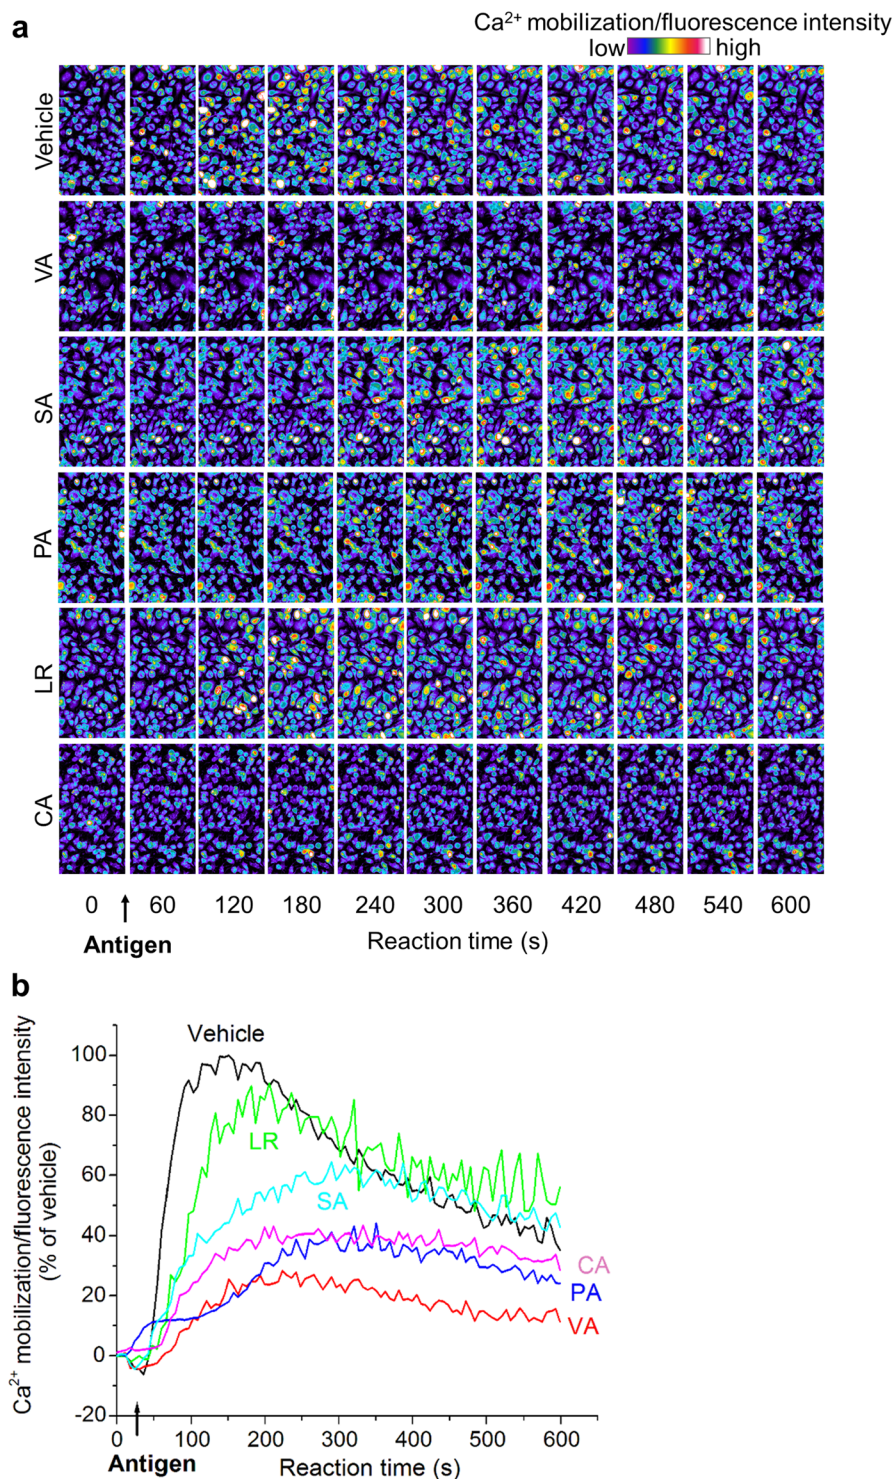 a
Ca²⁺ mobilization/fluorescence intensity
low high
Vehicle
VA
SA
PA
LR
CA
0 60 120 180 240 300 360 420 480 540 600
Antigen Reaction time (s)
b
Ca²⁺ mobilization/fluorescence intensity
(% of vehicle)
100
80
60
40
20
0
-20
Vehicle
LR
SA
CA
PA
VA
0 100 200 300 400 500 600
Antigen Reaction time (s)